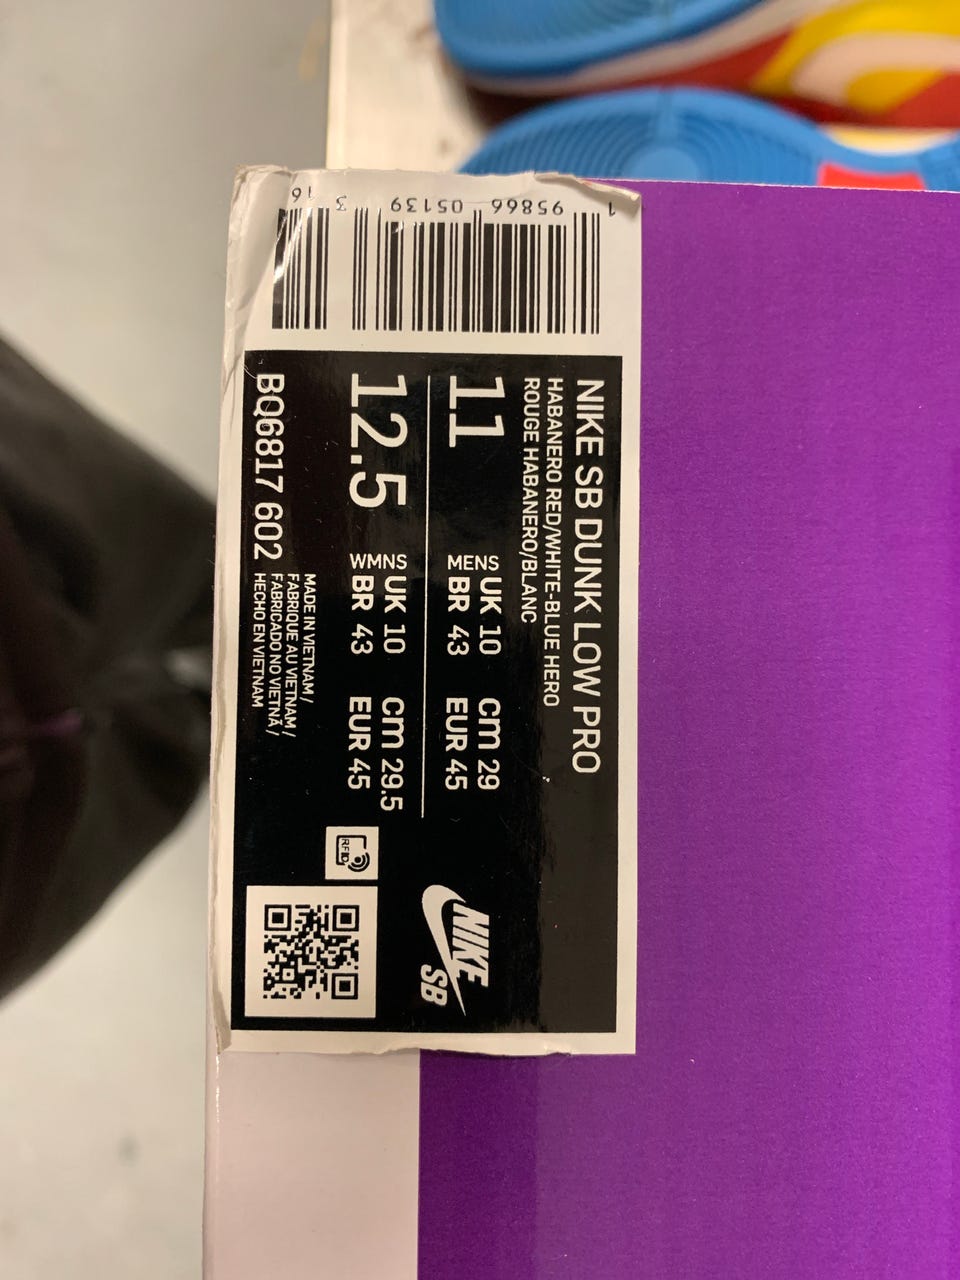 NIKE SB DUNK LOW PRO
HABANERO RED/WHITE-BLUE HERO
ROUGE HABANERO/BLANC
11 MENS UK 10 cm 29
BR 43 EUR 45
12.5 WMNS UK 10 cm 29.5
BR 43 EUR 45
BQ6817 602
MADE IN VIETNAM /
FABRIQUE AU VIETNAM /
FABRICADO NO VIETNÃ /
HECHO EN VIETNAM
RFID
NIKE
SB
1 95866 05139 3 16